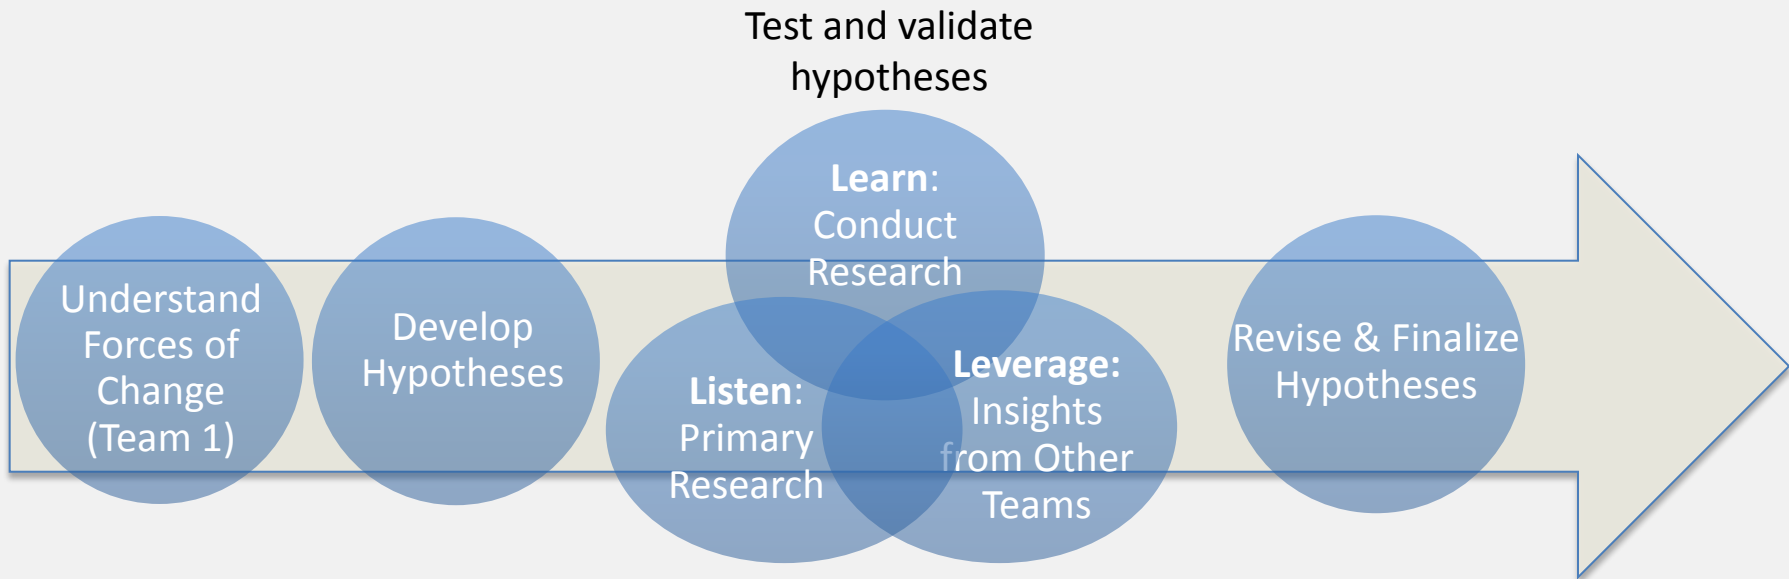 Test and validate
hypotheses
Understand
Forces of
Change
(Team 1)
Develop
Hypotheses
Learn:
Conduct
Research
Listen:
Primary
Research
Leverage:
Insights
from Other
Teams
Revise & Finalize
Hypotheses